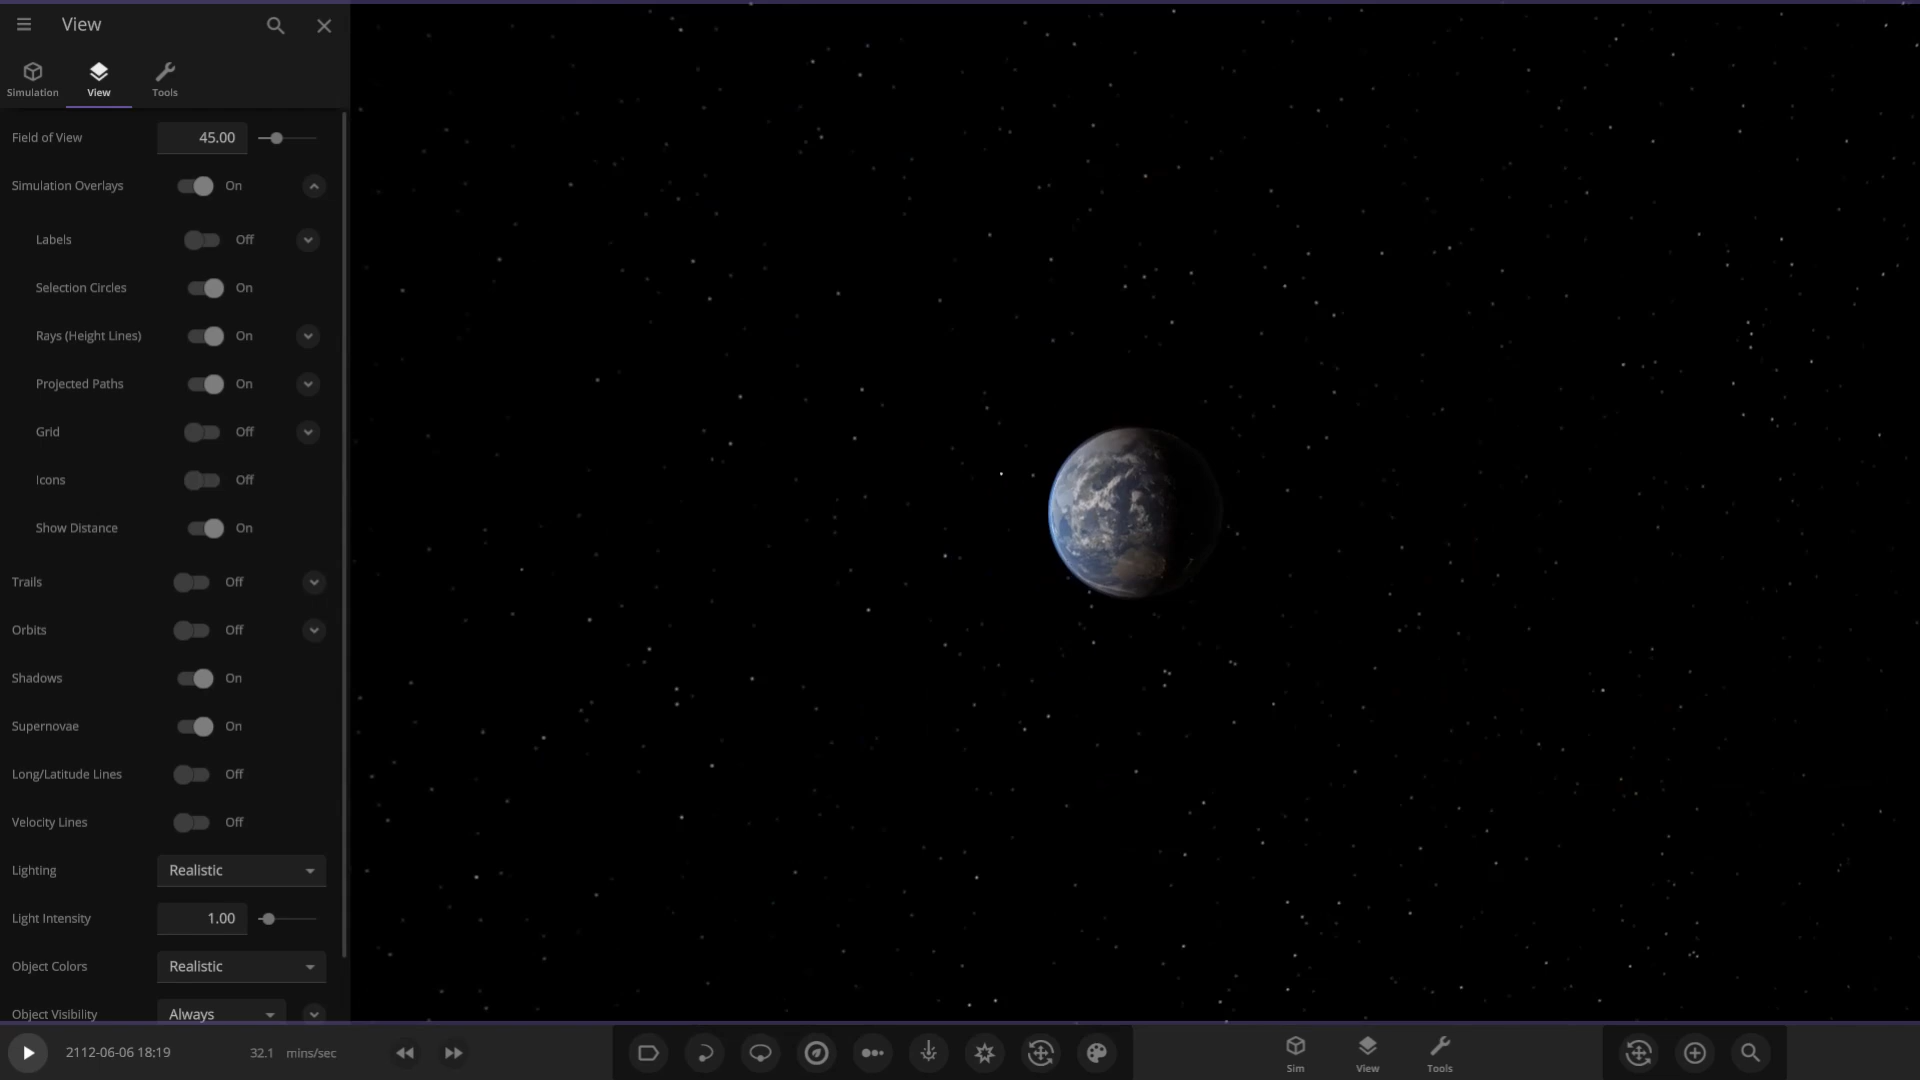 View
Simulation View Tools
Field of View 45.00
Simulation Overlays On
Labels Off
Selection Circles On
Rays (Height Lines) On
Projected Paths On
Grid Off
Icons Off
Show Distance On
Trails Off
Orbits Off
Shadows On
Supernovae On
Long/Latitude Lines Off
Velocity Lines Off
Lighting Realistic
Light Intensity 1.00
Object Colors Realistic
Object Visibility Always
2112-06-06 18:19 32.1 mins/sec
Sim View Tools